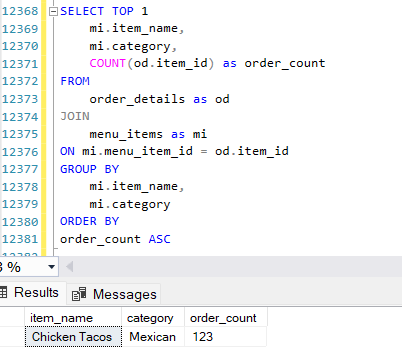 12368 SELECT TOP 1
12369 mi.item_name,
12370 mi.category,
12371 COUNT(od.item_id) as order_count
12372 FROM
12373 order_details as od
12374 JOIN
12375 menu_items as mi
12376 ON mi.menu_item_id = od.item_id
12377 GROUP BY
12378 mi.item_name,
12379 mi.category
12380 ORDER BY
12381 order_count ASC
%
Results Messages
item_name category order_count
Chicken Tacos Mexican 123